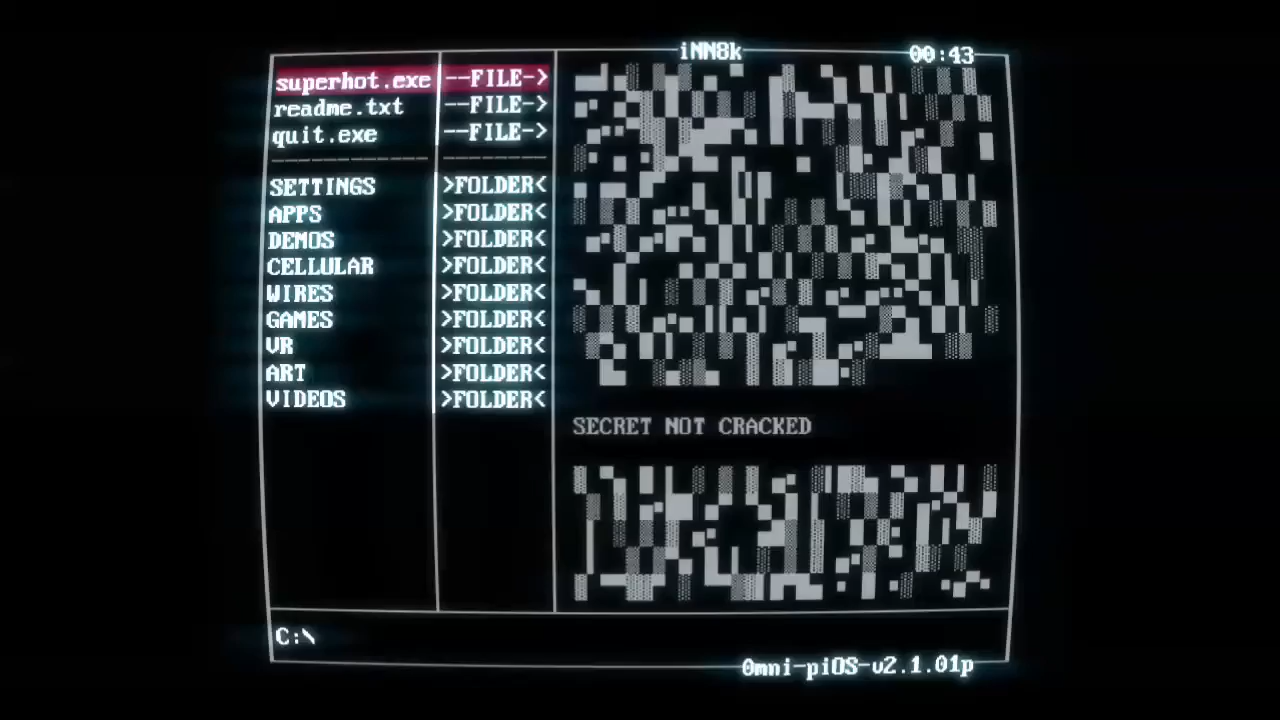 iNN8k 00:43
superhot.exe --FILE->
readme.txt --FILE->
quit.exe --FILE->
SETTINGS >FOLDER<
APPS >FOLDER<
DEMOS >FOLDER<
CELLULAR >FOLDER<
WIRES >FOLDER<
GAMES >FOLDER<
VR >FOLDER<
ART >FOLDER<
VIDEOS >FOLDER<
SECRET NOT CRACKED
C:\
0mni-piOS-v2.1.01p